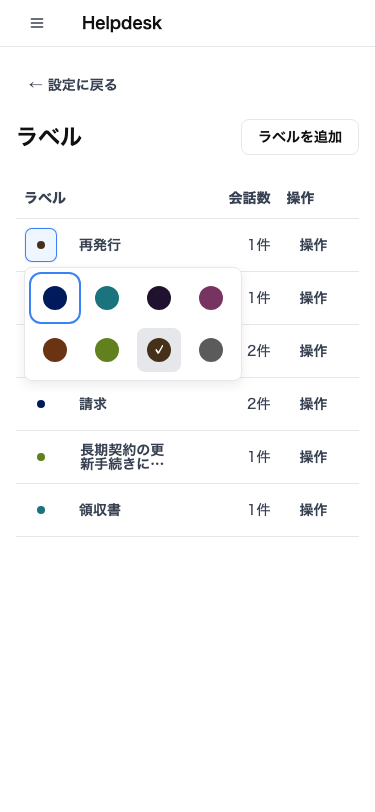 Helpdesk
← 設定に戻る
ラベル
ラベルを追加
ラベル 会話数 操作
再発行 1件 操作
1件 操作
2件 操作
請求 2件 操作
長期契約の更
新手続きに… 1件 操作
領収書 1件 操作